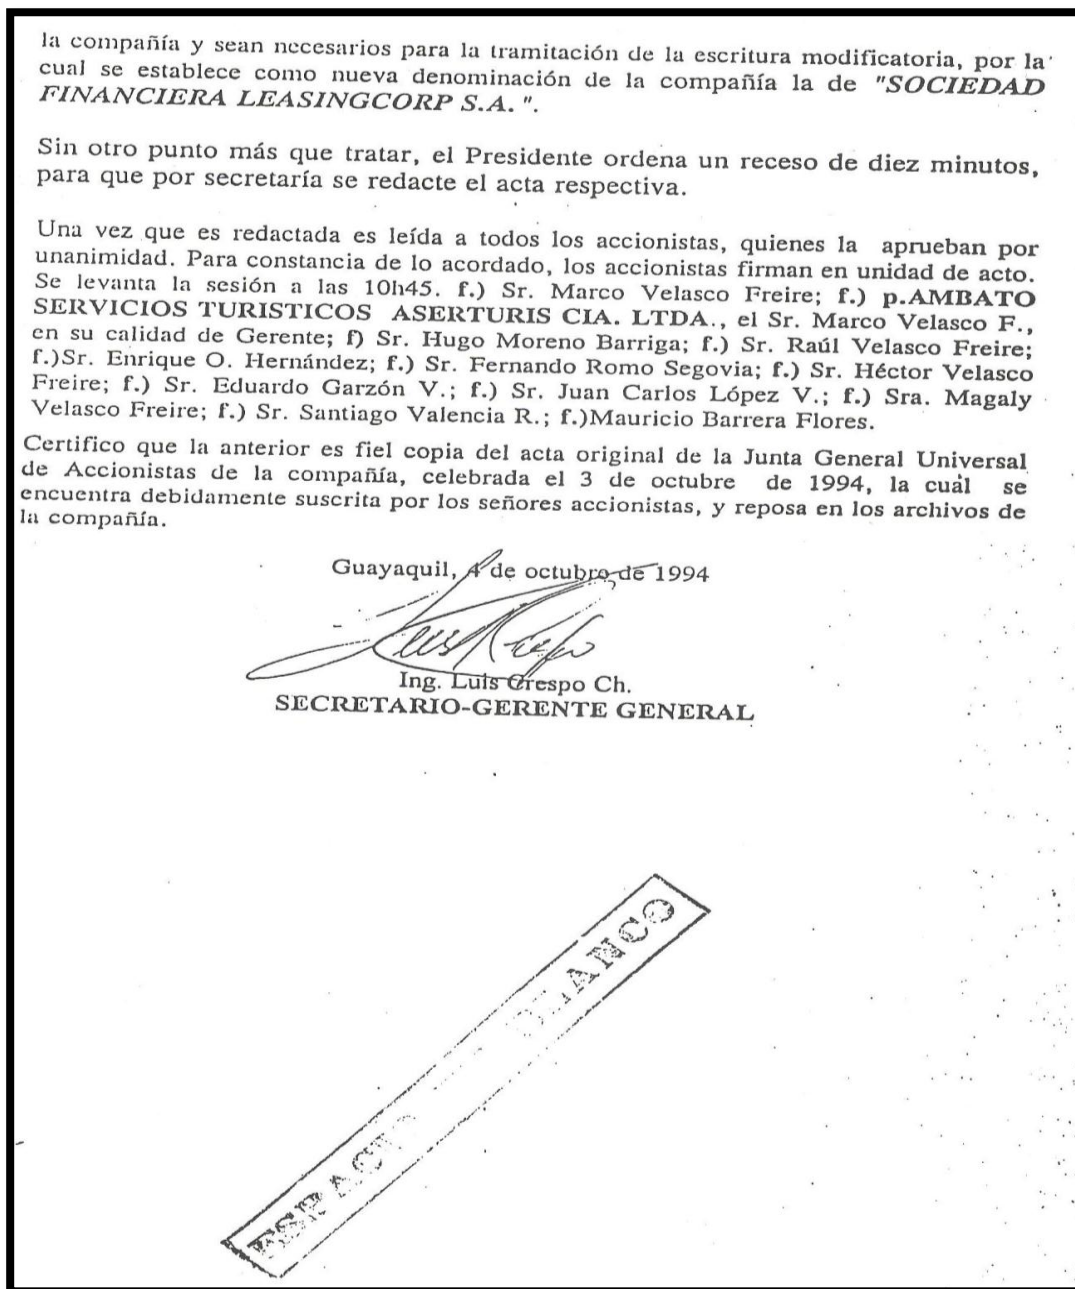 la compañía y sean necesarios para la tramitación de la escritura modificatoria, por la
cual se establece como nueva denominación de la compañía la de "SOCIEDAD
FINANCIERA LEASINGCORP S.A.".
Sin otro punto más que tratar, el Presidente ordena un receso de diez minutos,
para que por secretaría se redacte el acta respectiva.
Una vez que es redactada es leída a todos los accionistas, quienes la aprueban por
unanimidad. Para constancia de lo acordado, los accionistas firman en unidad de acto.
Se levanta la sesión a las 10h45. f.) Sr. Marco Velasco Freire; f.) p.AMBATO
SERVICIOS TURISTICOS ASERTURIS CIA. LTDA., el Sr. Marco Velasco F.,
en su calidad de Gerente; f) Sr. Hugo Moreno Barriga; f.) Sr. Raúl Velasco Freire;
f.)Sr. Enrique O. Hernández; f.) Sr. Fernando Romo Segovia; f.) Sr. Héctor Velasco
Freire; f.) Sr. Eduardo Garzón V.; f.) Sr. Juan Carlos López V.; f.) Sra. Magaly
Velasco Freire; f.) Sr. Santiago Valencia R.; f.)Mauricio Barrera Flores.
Certifico que la anterior es fiel copia del acta original de la Junta General Universal
de Accionistas de la compañía, celebrada el 3 de octubre de 1994, la cuál se
encuentra debidamente suscrita por los señores accionistas, y reposa en los archivos de
la compañía.
Guayaquil, 4 de octubre de 1994
Ing. Luis Crespo Ch.
SECRETARIO-GERENTE GENERAL
ESPACIO BLANCO